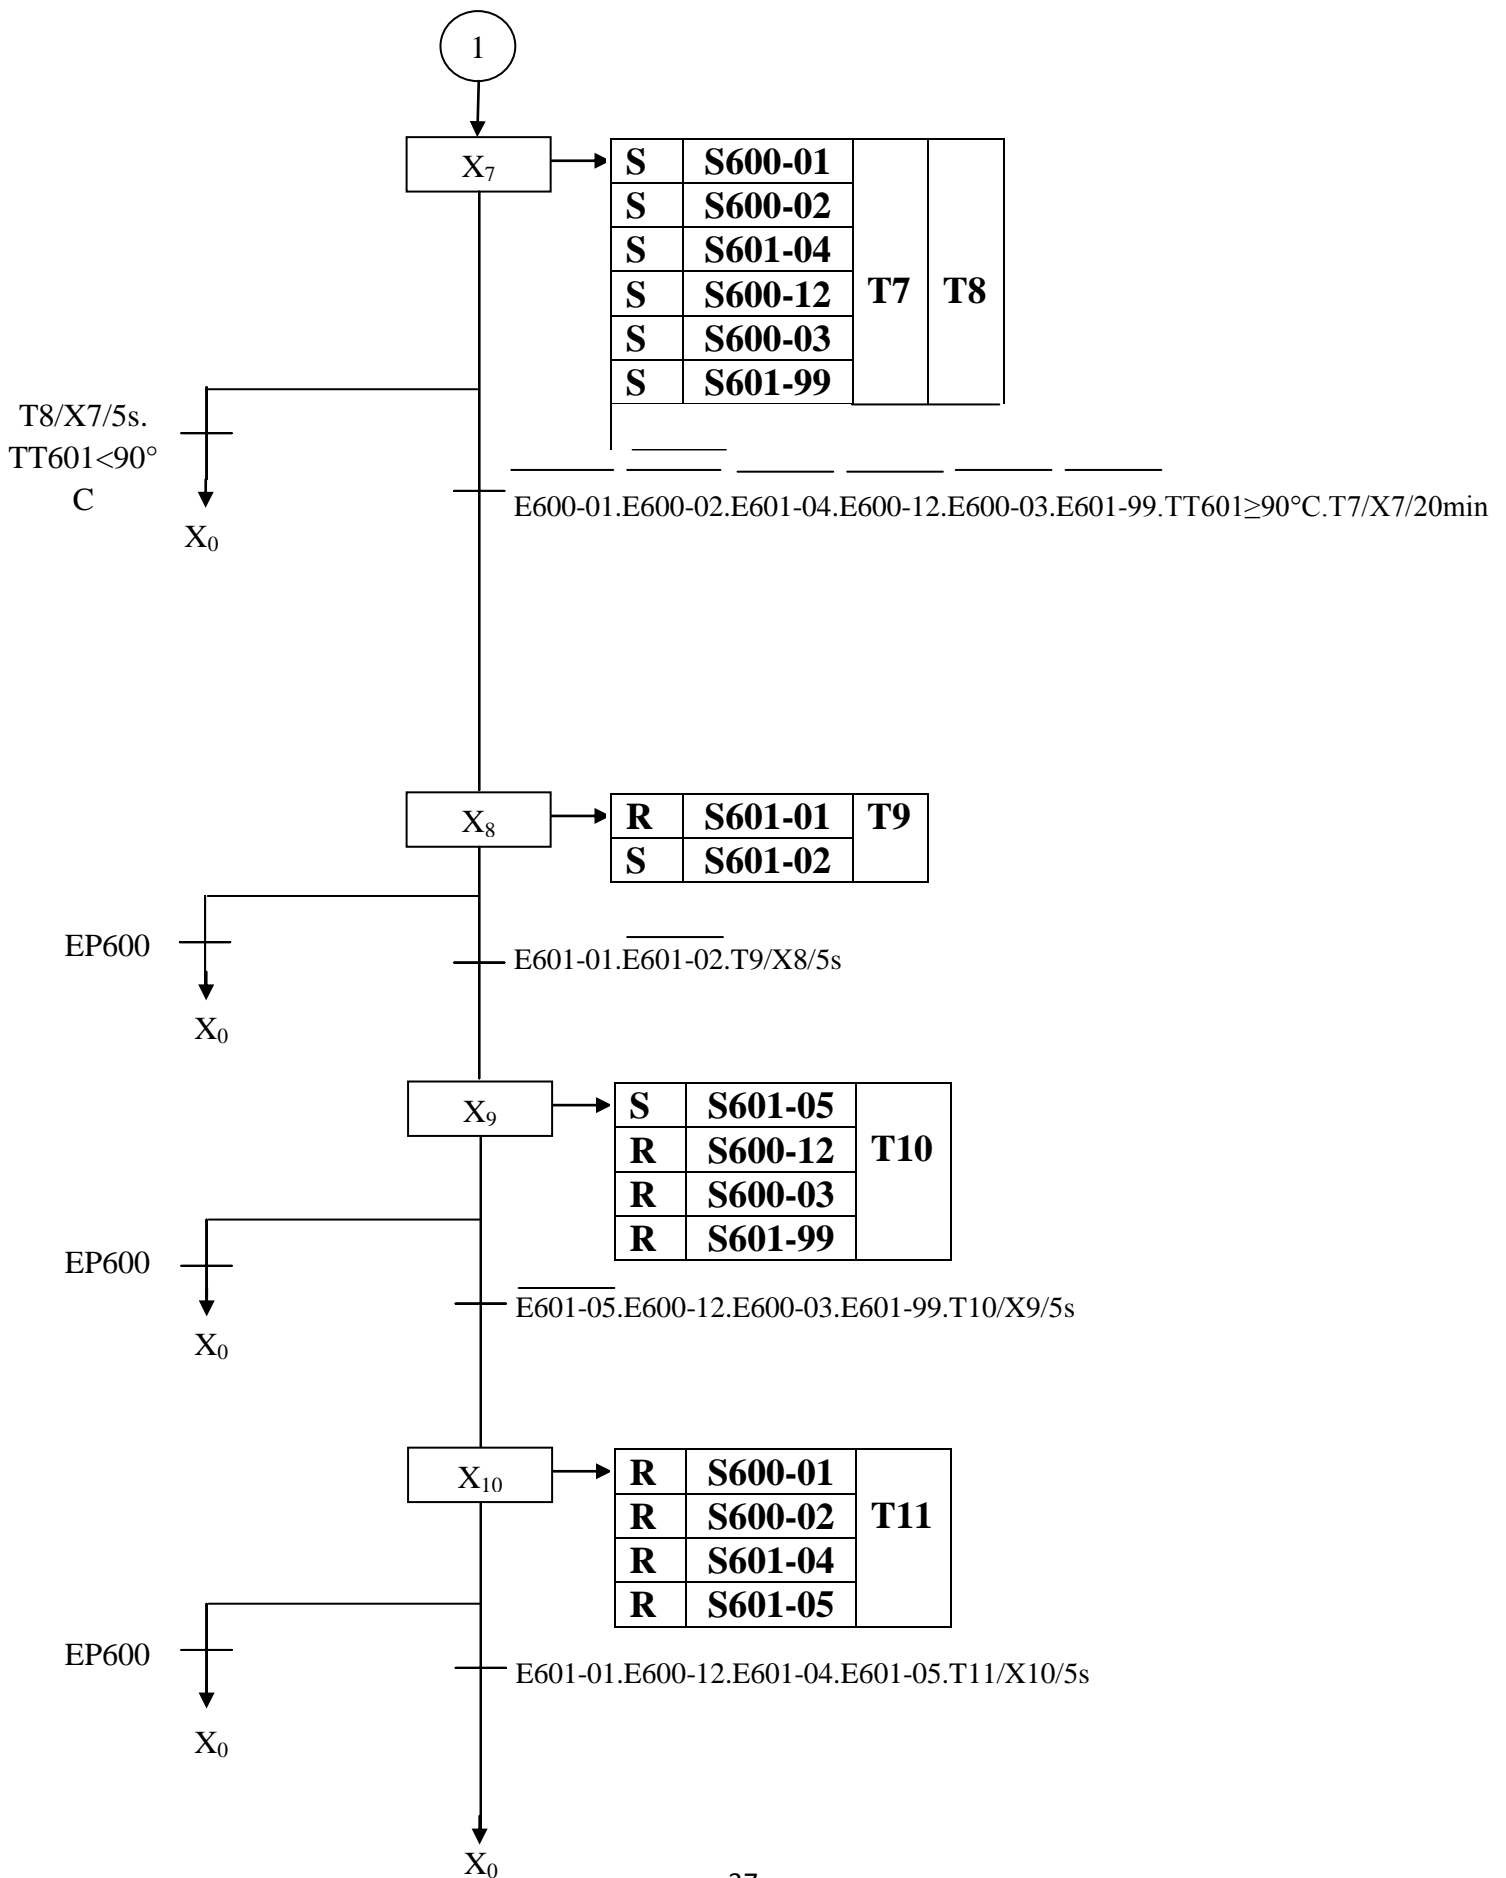 1
X7
S S600-01
S S600-02
S S601-04
S S600-12 T7 T8
S S600-03
S S601-99
T8/X7/5s.
TT601<90°
C
X0
E600-01.E600-02.E601-04.E600-12.E600-03.E601-99.TT601≥90°C.T7/X7/20min
X8
R S601-01 T9
S S601-02
EP600
E601-01.E601-02.T9/X8/5s
X0
X9
S S601-05
R S600-12 T10
R S600-03
R S601-99
EP600
E601-05.E600-12.E600-03.E601-99.T10/X9/5s
X0
X10
R S600-01
R S600-02 T11
R S601-04
R S601-05
EP600
E601-01.E600-12.E601-04.E601-05.T11/X10/5s
X0
X0